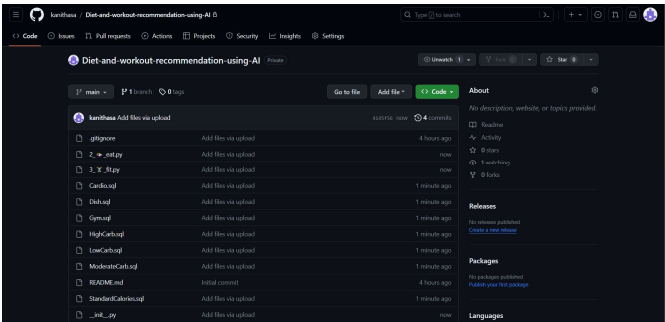 kanithasa / Diet-and-workout-recommendation-using-AI
Type / to search
Code Issues Pull requests Actions Projects Security Insights Settings
Diet-and-workout-recommendation-using-AI Private
Unwatch 1 Star 0
main 1 branch 0 tags
Go to file Add file Code
kanithasa Add files via upload now 4 commits
.gitignore Add files via upload 4 hours ago
2_ _eat.py Add files via upload now
3_ _fit.py Add files via upload now
Cardio.sql Add files via upload 1 minute ago
Dish.sql Add files via upload 1 minute ago
Gym.sql Add files via upload 1 minute ago
HighCarb.sql Add files via upload 1 minute ago
LowCarb.sql Add files via upload 1 minute ago
ModerateCarb.sql Add files via upload 1 minute ago
README.md Initial commit 4 hours ago
StandardCalories.sql Add files via upload 1 minute ago
__init__.py Add files via upload now
About
No description, website, or topics provided.
Readme
Activity
0 stars
1 watching
0 forks
Releases
No releases published
Create a new release
Packages
No packages published
Publish your first package
Languages